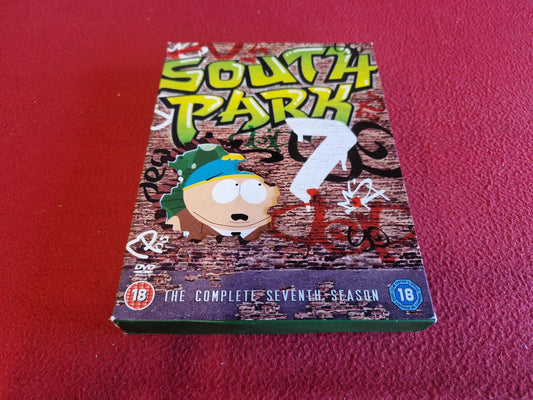 SOUTH
PARK
7
DVD
18 THE COMPLETE SEVENTH SEASON 18